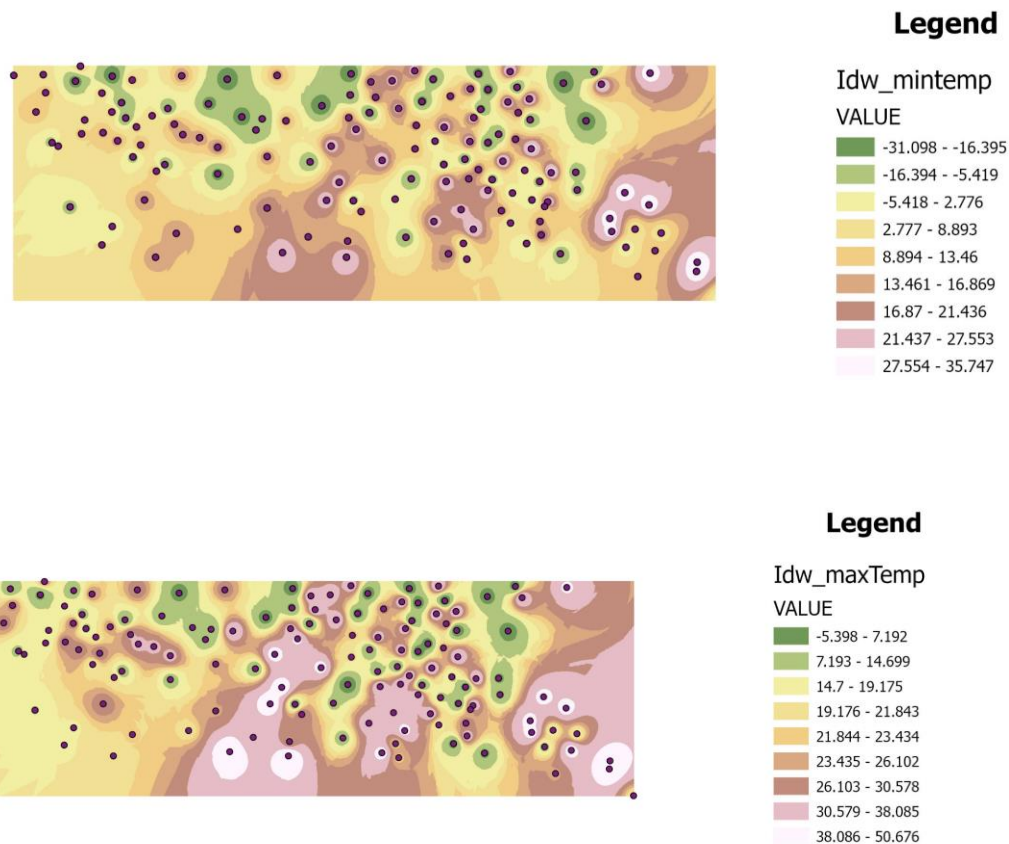 Legend
Idw_mintemp
VALUE
-31.098 - -16.395
-16.394 - -5.419
-5.418 - 2.776
2.777 - 8.893
8.894 - 13.46
13.461 - 16.869
16.87 - 21.436
21.437 - 27.553
27.554 - 35.747
Legend
Idw_maxTemp
VALUE
-5.398 - 7.192
7.193 - 14.699
14.7 - 19.175
19.176 - 21.843
21.844 - 23.434
23.435 - 26.102
26.103 - 30.578
30.579 - 38.085
38.086 - 50.676